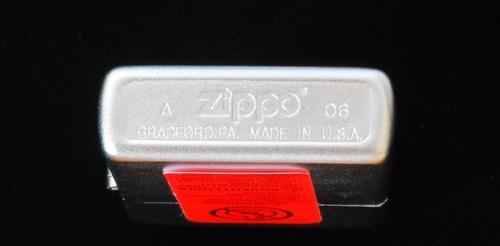 A zippo® 06
BRADFORD,PA. MADE IN U.S.A.